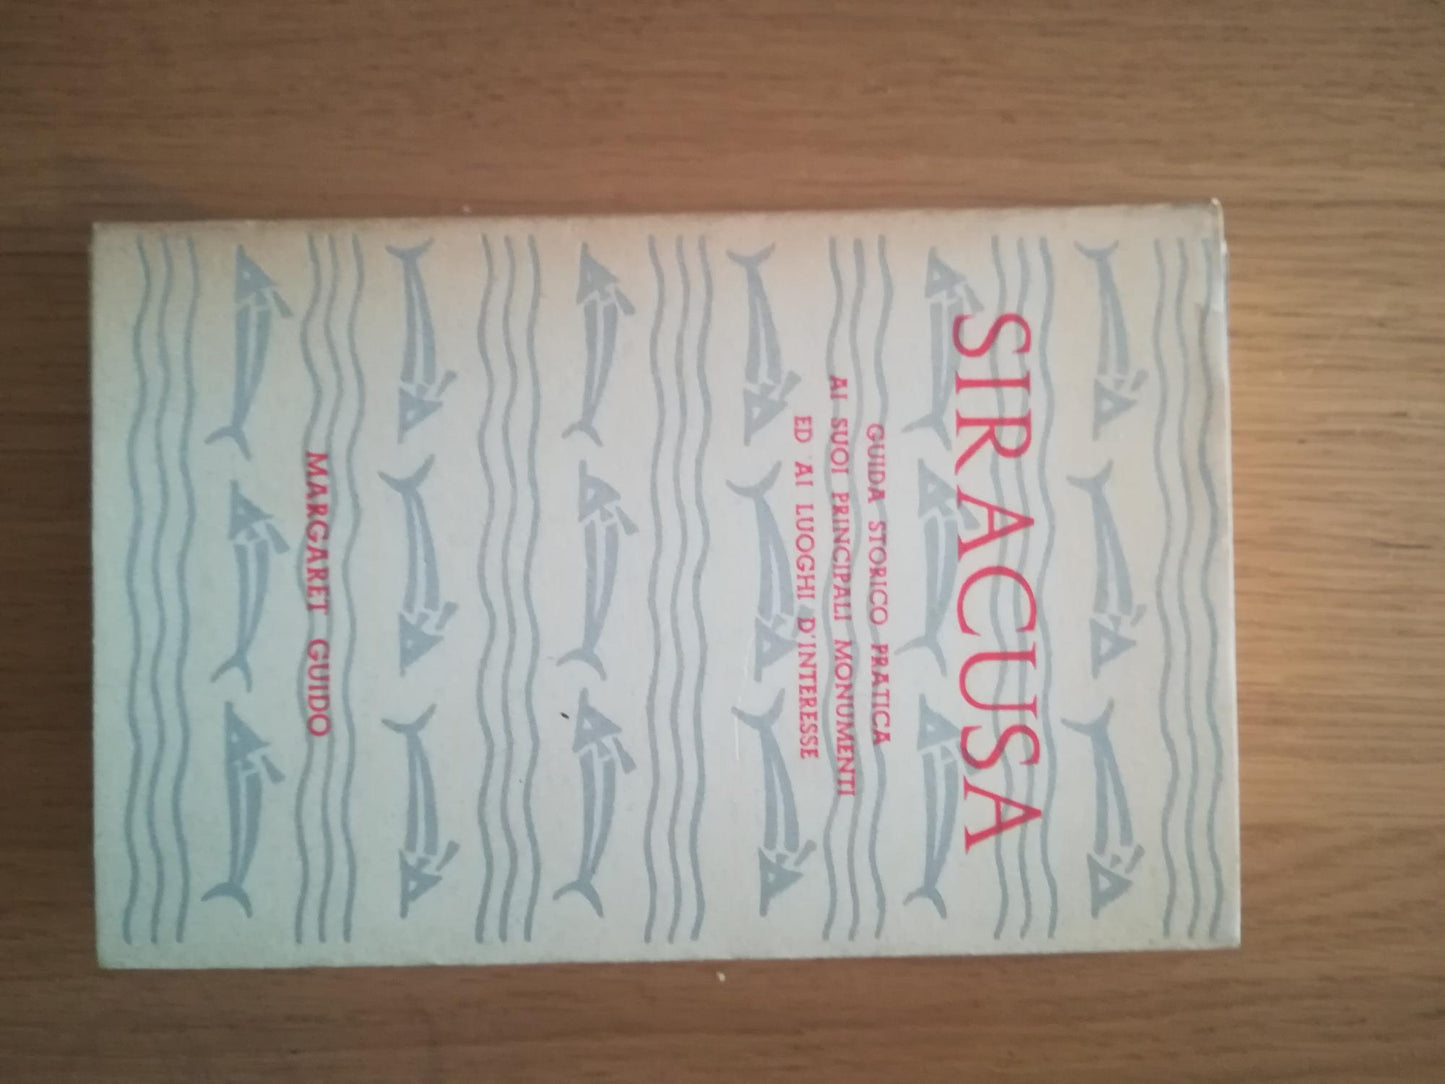 SIRACUSA
GUIDA STORICO PRATICA
AI SUOI PRINCIPALI MONUMENTI
ED AI LUOGHI D'INTERESSE
MARGARET GUIDO